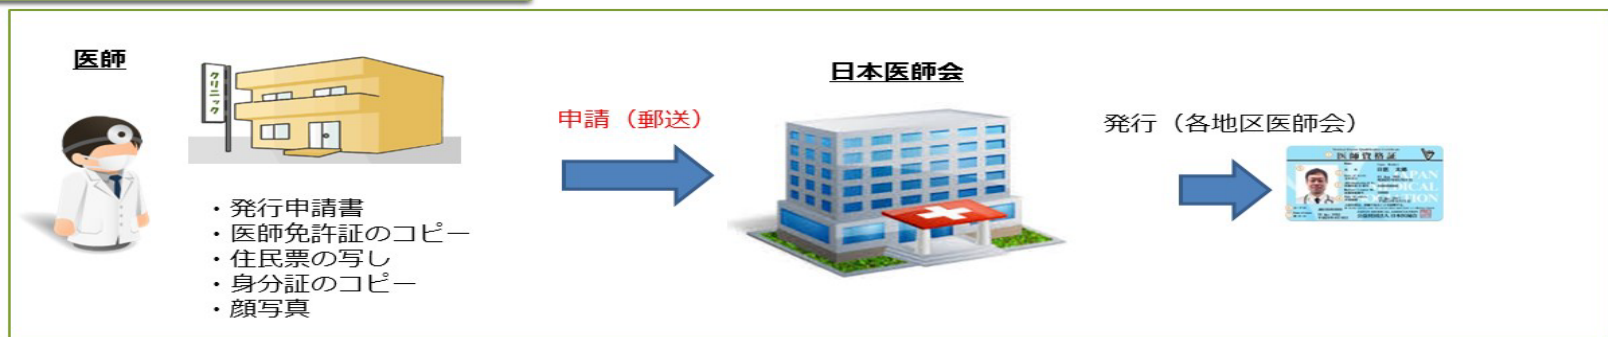 医師
クリニック
・発行申請書
・医師免許証のコピー
・住民票の写し
・身分証のコピー
・顔写真
申請（郵送）
日本医師会
発行（各地区医師会）
医師資格証